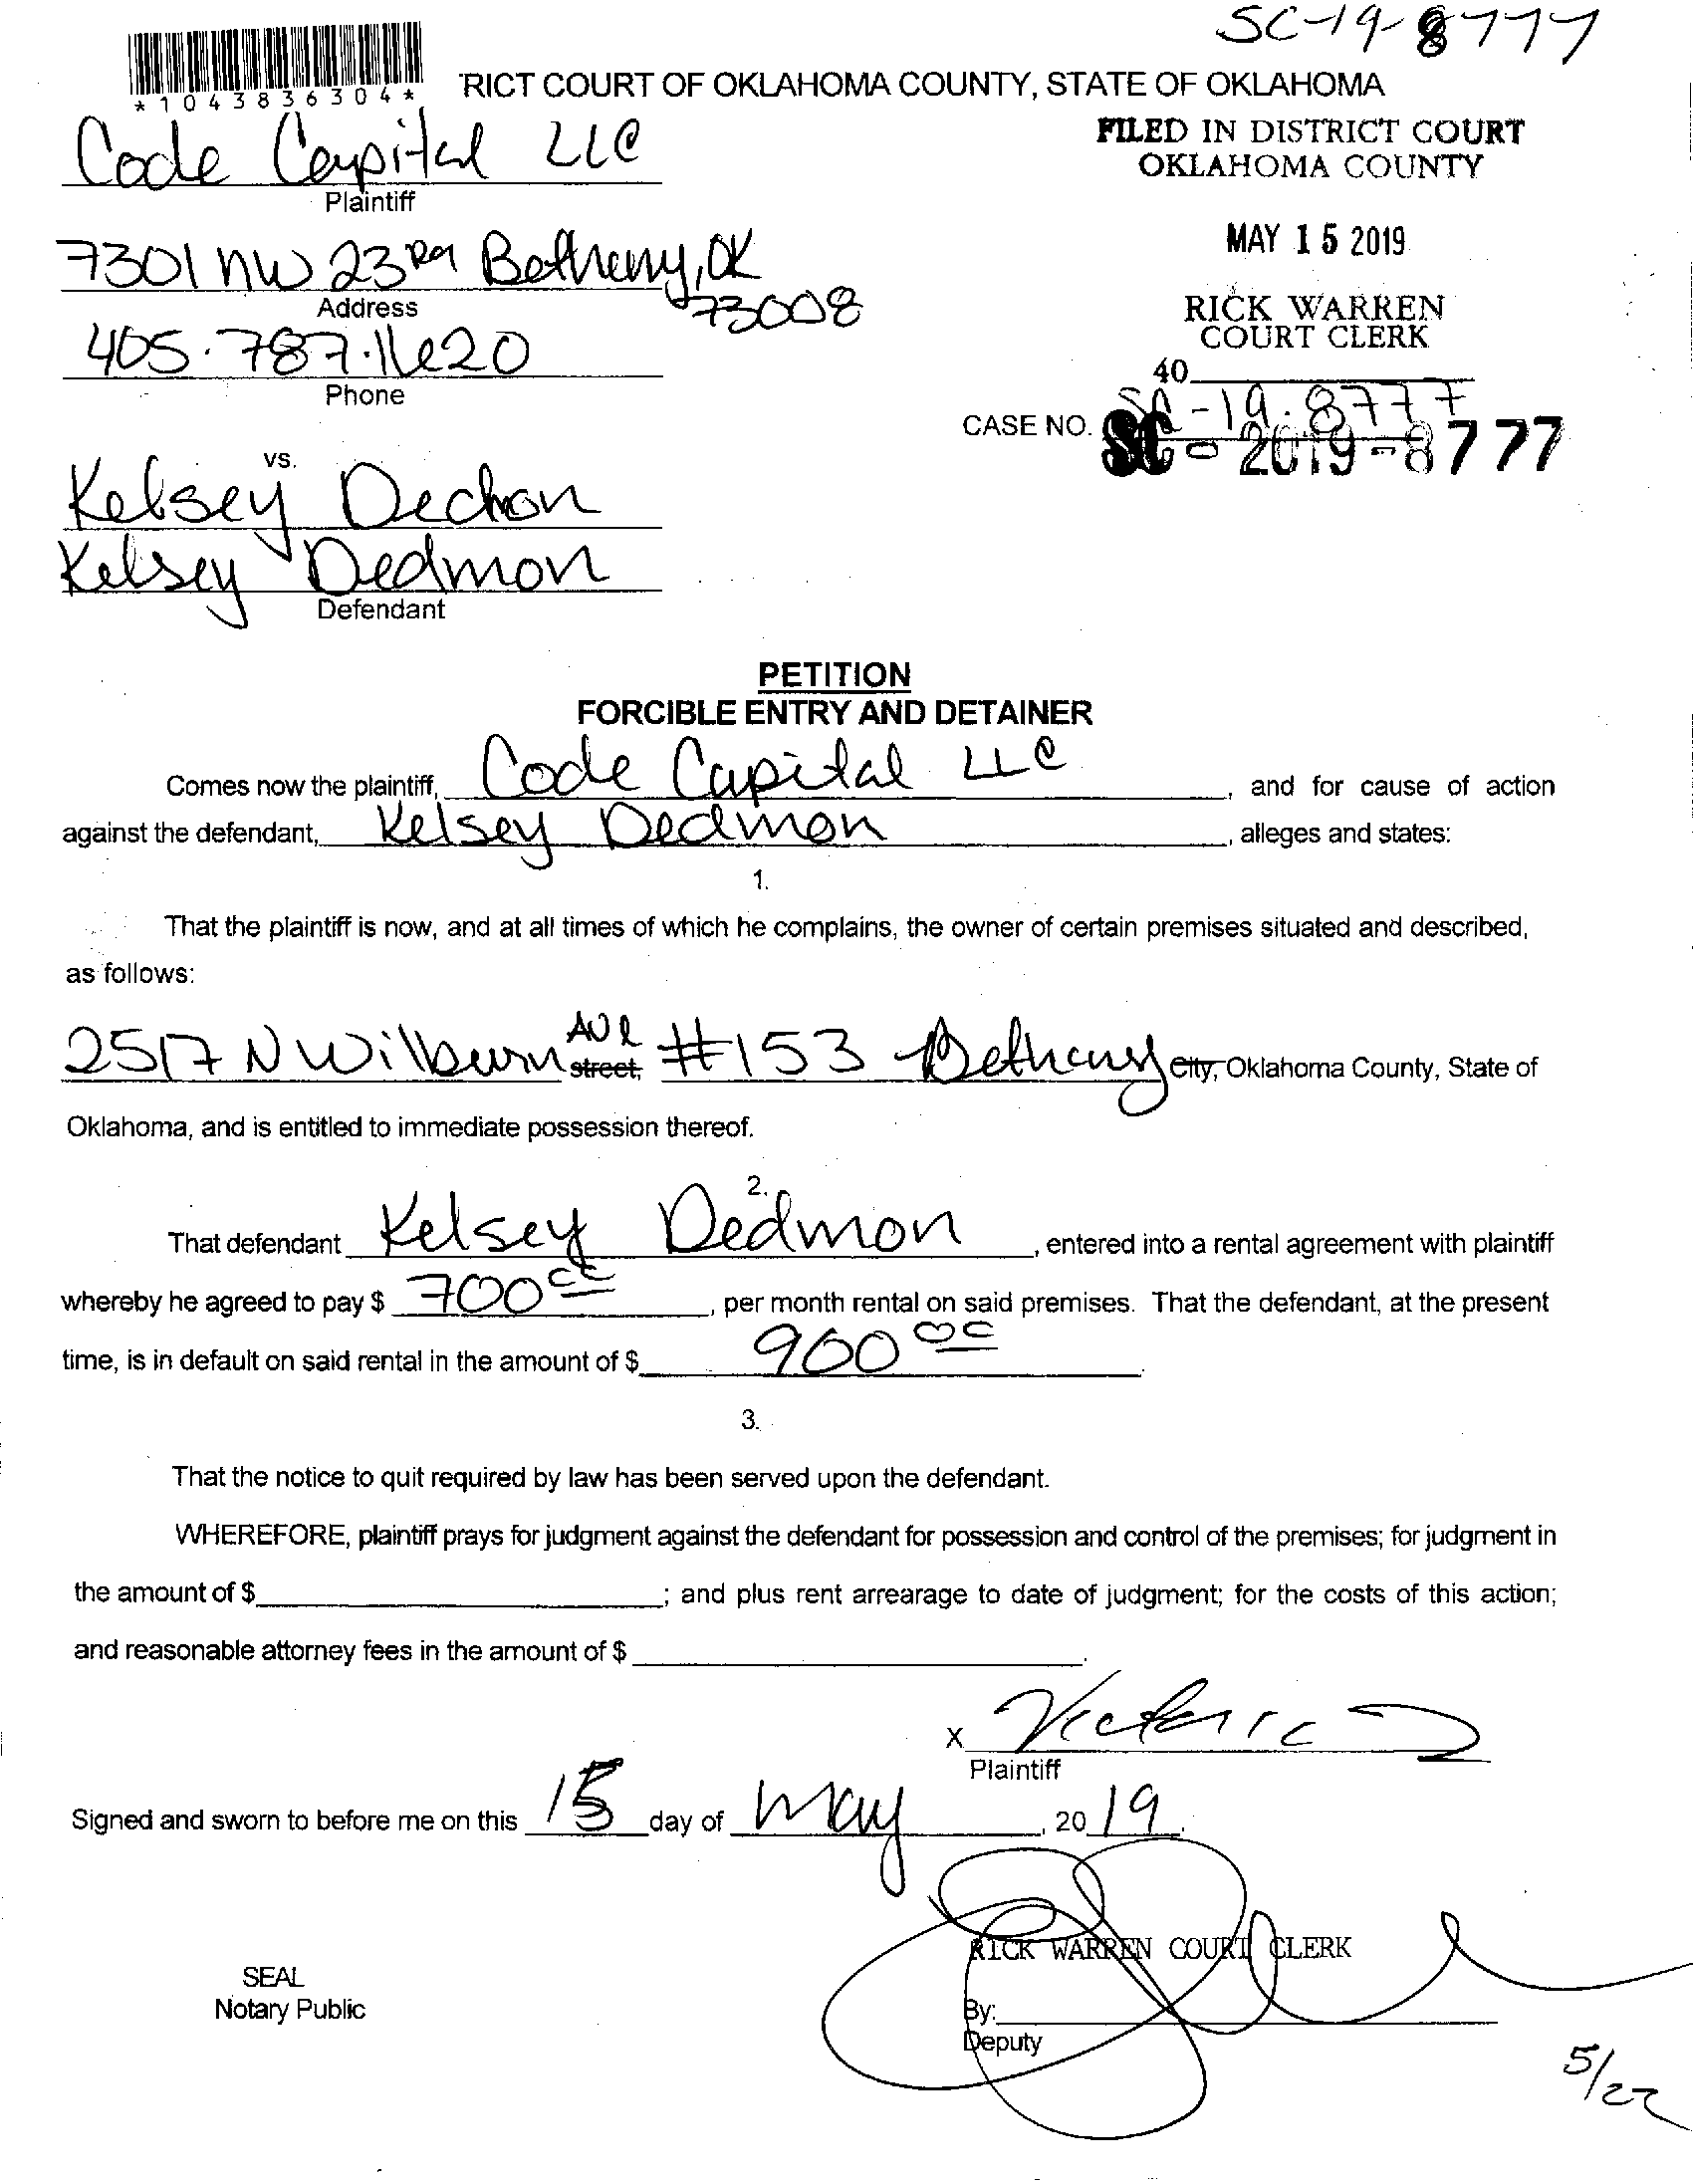 SC-19-8777
*1043836304*
RICT COURT OF OKLAHOMA COUNTY, STATE OF OKLAHOMA
Code Capital LLC
Plaintiff
FILED IN DISTRICT COURT
OKLAHOMA COUNTY
7301 NW 23rd Bethany, OK
73008
Address
MAY 15 2019
405.787.1620
Phone
RICK WARREN
COURT CLERK
40
SC-19-8777
CASE NO. SC-2019-8777
vs.
Kelsey
Kelsey Dedmon
Defendant
PETITION
FORCIBLE ENTRY AND DETAINER
Comes now the plaintiff, Code Capital LLC, and for cause of action
against the defendant, Kelsey Dedmon, alleges and states:
1.
That the plaintiff is now, and at all times of which he complains, the owner of certain premises situated and described,
as follows:
2517 N Wilburn Ave street, #153 Bethany City, Oklahoma County, State of
Oklahoma, and is entitled to immediate possession thereof.
2.
That defendant Kelsey Dedmon, entered into a rental agreement with plaintiff
whereby he agreed to pay $ 700 00, per month rental on said premises. That the defendant, at the present
time, is in default on said rental in the amount of $ 900 00.
3.
That the notice to quit required by law has been served upon the defendant.
WHEREFORE, plaintiff prays for judgment against the defendant for possession and control of the premises; for judgment in
the amount of $ ; and plus rent arrearage to date of judgment; for the costs of this action;
and reasonable attorney fees in the amount of $ .
X
Plaintiff
Signed and sworn to before me on this 15 day of May, 2019.
RICK WARREN COURT CLERK
SEAL
Notary Public
By:
Deputy
5/22